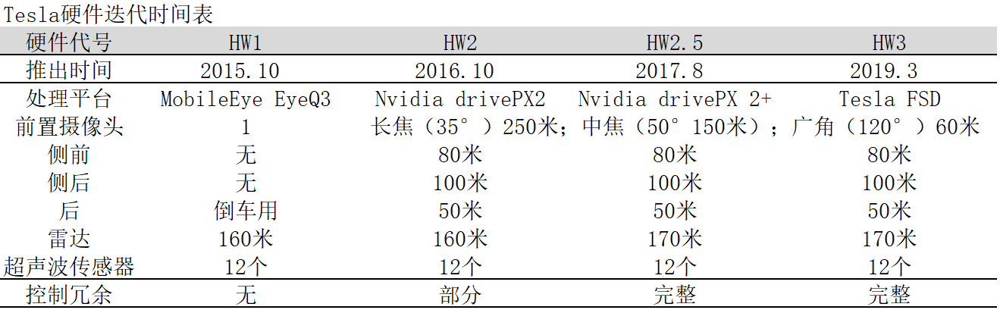 Tesla硬件迭代时间表
硬件代号 HW1 HW2 HW2.5 HW3
推出时间 2015.10 2016.10 2017.8 2019.3
处理平台 MobileEye EyeQ3 Nvidia drivePX2 Nvidia drivePX 2+ Tesla FSD
前置摄像头 1 长焦（35°）250米；中焦（50°150米）；广角（120°）60米
侧前 无 80米 80米 80米
侧后 无 100米 100米 100米
后 倒车用 50米 50米 50米
雷达 160米 160米 170米 170米
超声波传感器 12个 12个 12个 12个
控制冗余 无 部分 完整 完整